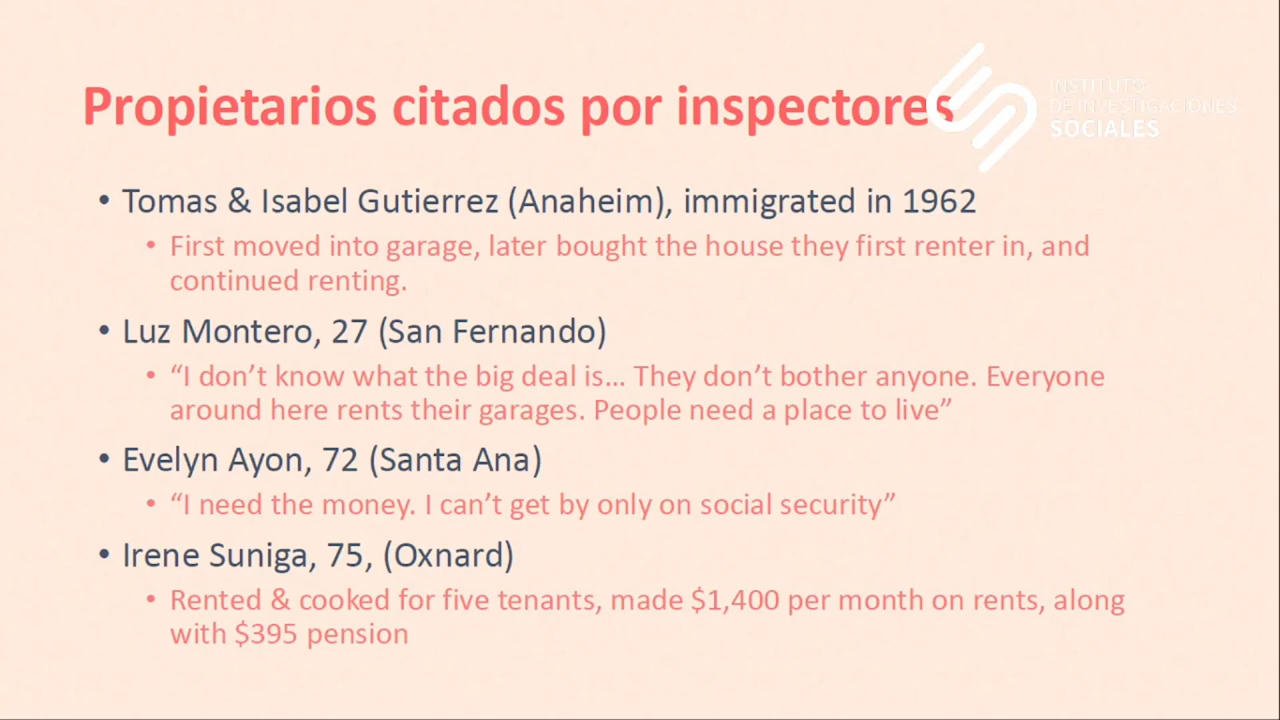 Propietarios citados por inspectores
INSTITUTO
DE INVESTIGACIONES
SOCIALES
• Tomas & Isabel Gutierrez (Anaheim), immigrated in 1962
• First moved into garage, later bought the house they first renter in, and
continued renting.
• Luz Montero, 27 (San Fernando)
• “I don’t know what the big deal is… They don’t bother anyone. Everyone
around here rents their garages. People need a place to live”
• Evelyn Ayon, 72 (Santa Ana)
• “I need the money. I can’t get by only on social security”
• Irene Suniga, 75, (Oxnard)
• Rented & cooked for five tenants, made $1,400 per month on rents, along
with $395 pension